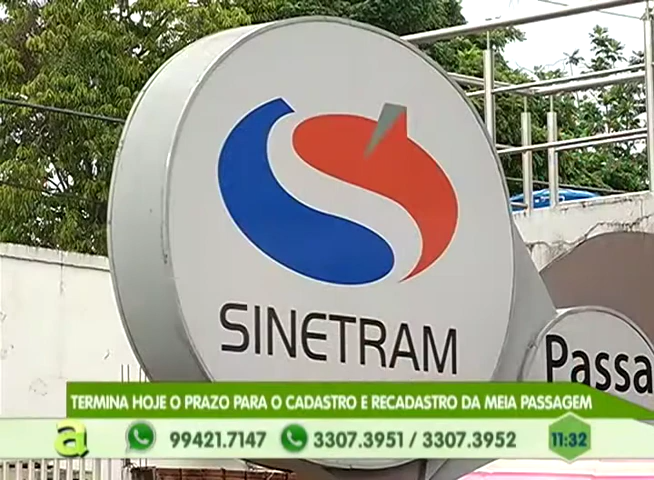 SINETRAM
Passa
TERMINA HOJE O PRAZO PARA O CADASTRO E RECADASTRO DA MEIA PASSAGEM
a 99421.7147 3307.3951 / 3307.3952 11:32